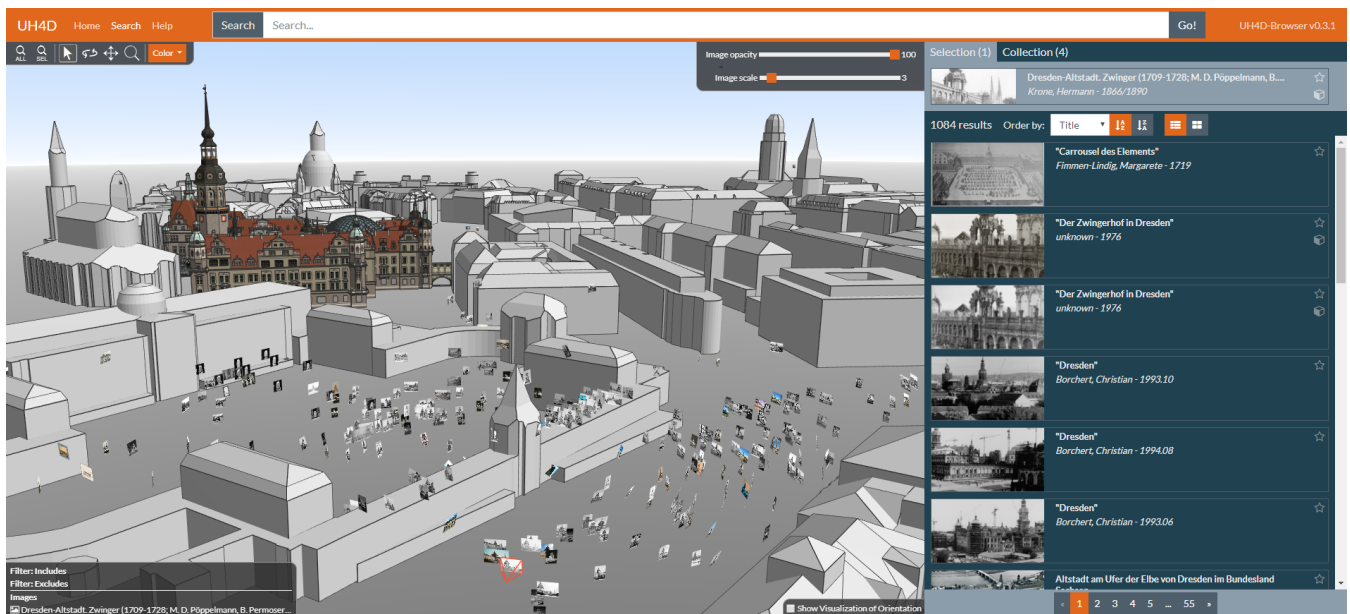 UH4D Home Search Help Search Search... Go! UH4D-Browser v0.3.1
ALL SEL Color
Image opacity 100
Image scale 3
Selection (1) Collection (4)
Dresden-Altstadt. Zwinger (1709-1728; M. D. Pöppelmann, B....
Krone, Hermann - 1866/1890
1084 results Order by: Title
"Carrousel des Elements"
Fimmen-Lindig, Margarete - 1719
"Der Zwingerhof in Dresden"
unknown - 1976
"Der Zwingerhof in Dresden"
unknown - 1976
"Dresden"
Borchert, Christian - 1993.10
"Dresden"
Borchert, Christian - 1994.08
"Dresden"
Borchert, Christian - 1993.06
Altstadt am Ufer der Elbe von Dresden im Bundesland
Filter: Includes
Filter: Excludes
Images
Dresden-Altstadt. Zwinger (1709-1728; M. D. Pöppelmann, B. Permoser...
Show Visualization of Orientation
« 1 2 3 4 5 ... 55 »